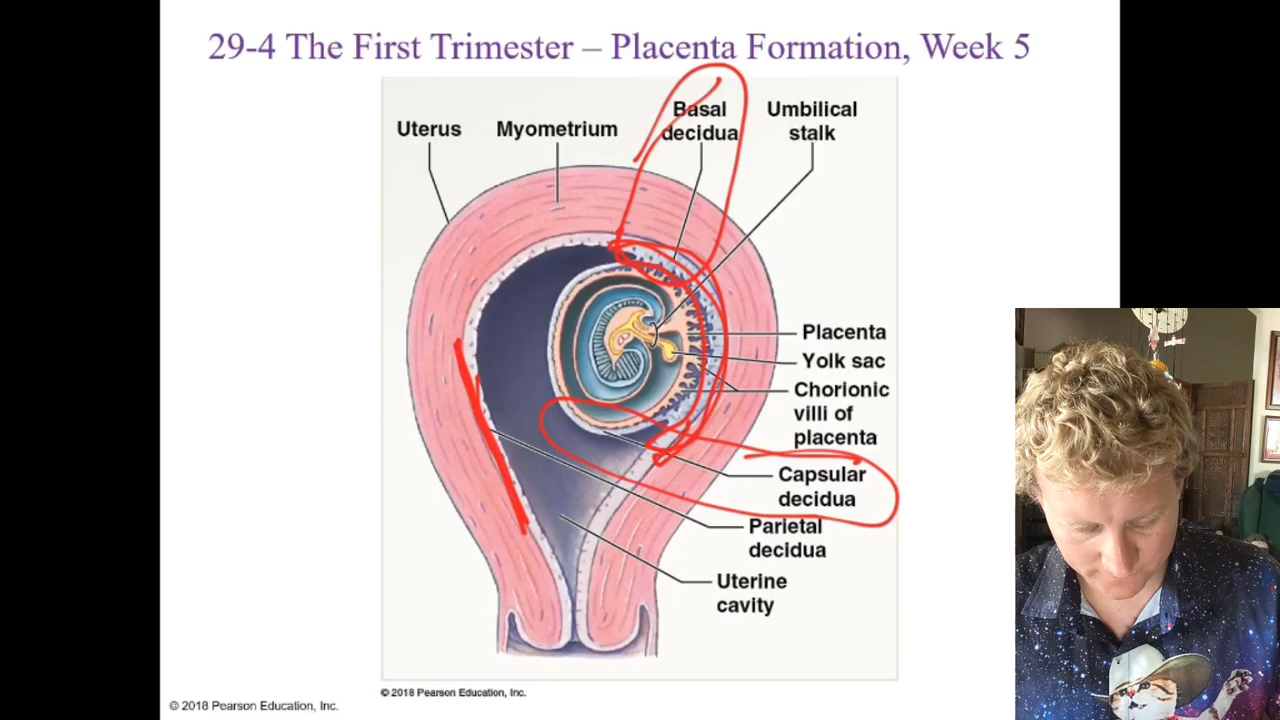 29-4 The First Trimester – Placenta Formation, Week 5
Basal
decidua
Umbilical
stalk
Uterus
Myometrium
Placenta
Yolk sac
Chorionic
villi of
placenta
Capsular
decidua
Parietal
decidua
Uterine
cavity
© 2018 Pearson Education, Inc.
© 2018 Pearson Education, Inc.